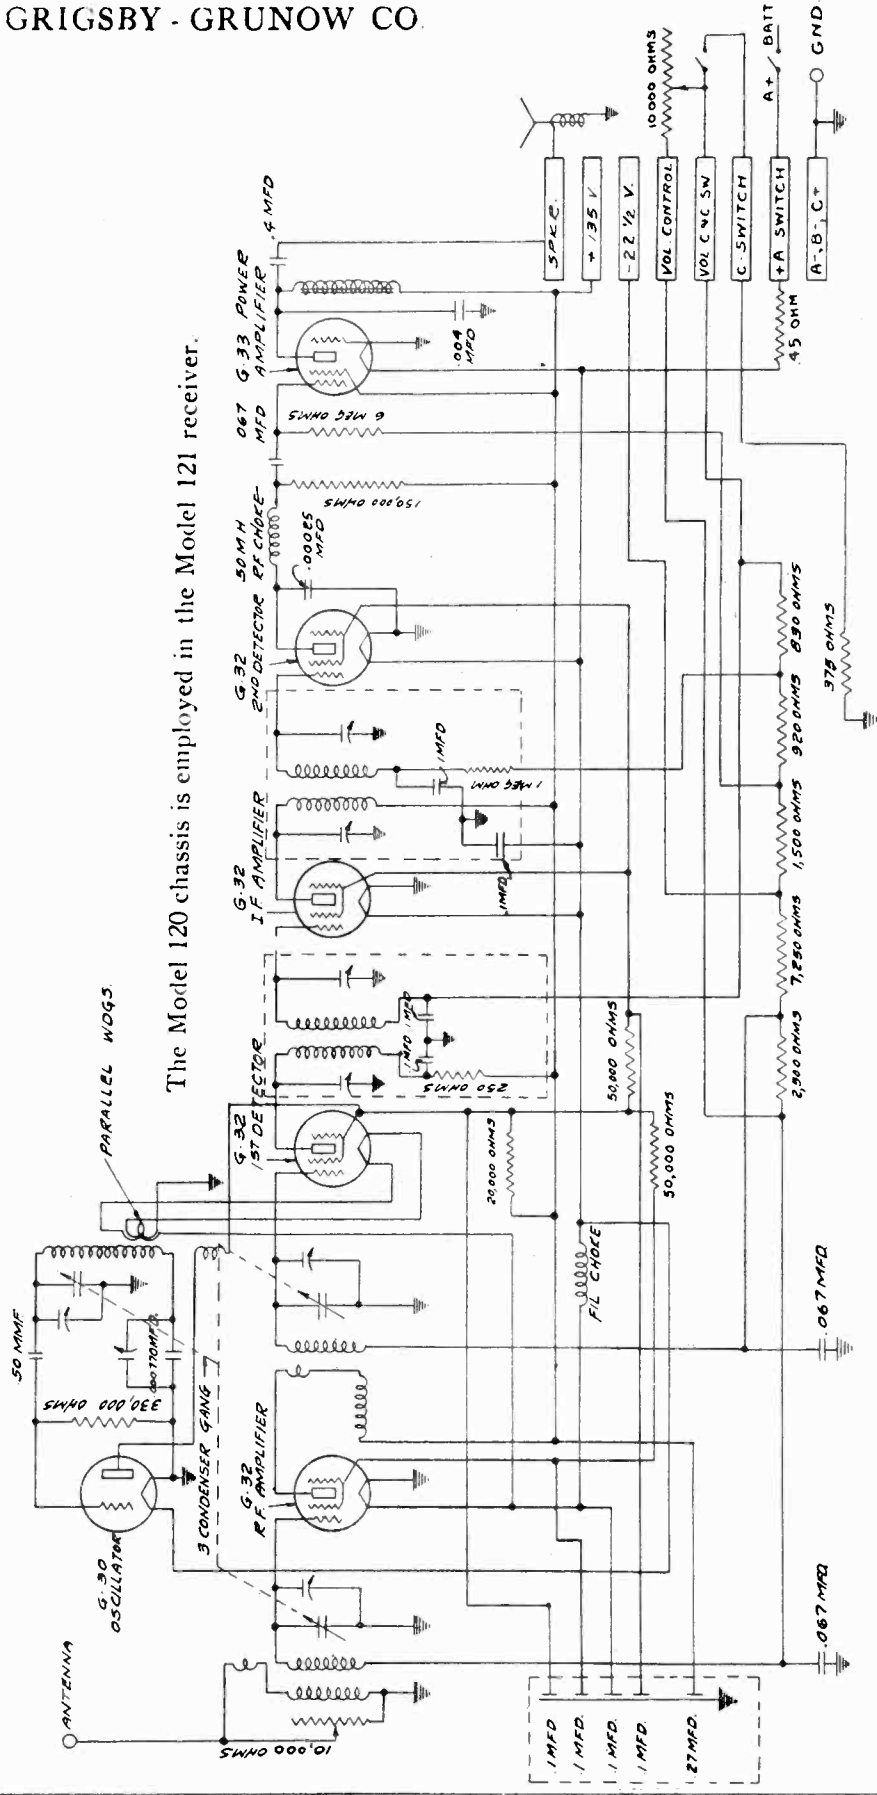 GRIGSBY - GRUNOW CO.
The Model 120 chassis is employed in the Model 121 receiver.
ANTENNA
10,000 OHMS
G-30
OSCILLATOR
50 MMF
330,000 OHMS
.000770 MFD.
PARALLEL WDGS.
3 CONDENSER GANG
G-32
R.F. AMPLIFIER
G-32
1ST DETECTOR
.1MFD
.1MFD
250 OHMS
G-32
I F AMPLIFIER
.1MFD
.1MFD
1 MEG OHM
G-32
2ND DETECTOR
50 M H
RF CHOKE
.00025
MFD
150,000 OHMS
.067
MFD
6 MEG OHMS
G-33 POWER
AMPLIFIER
.004
MFD
.4 MFD
20,000 OHMS
50,000 OHMS
50,000 OHMS
FIL CHOKE
SPKR.
+ 135 V
-22 1/2 V.
VOL. CONTROL
VOL C & C SW
C-SWITCH
+A SWITCH
A-, B-, C+
10000 OHMS
A+
BATT
GND.
.45 OHM
2,300 OHMS
7,250 OHMS
1,500 OHMS
920 OHMS
830 OHMS
375 OHMS
.067 MFD
.067 MFD
.1 MFD
.1 MFD.
.1 MFD.
.1 MFD.
.27 MFD.